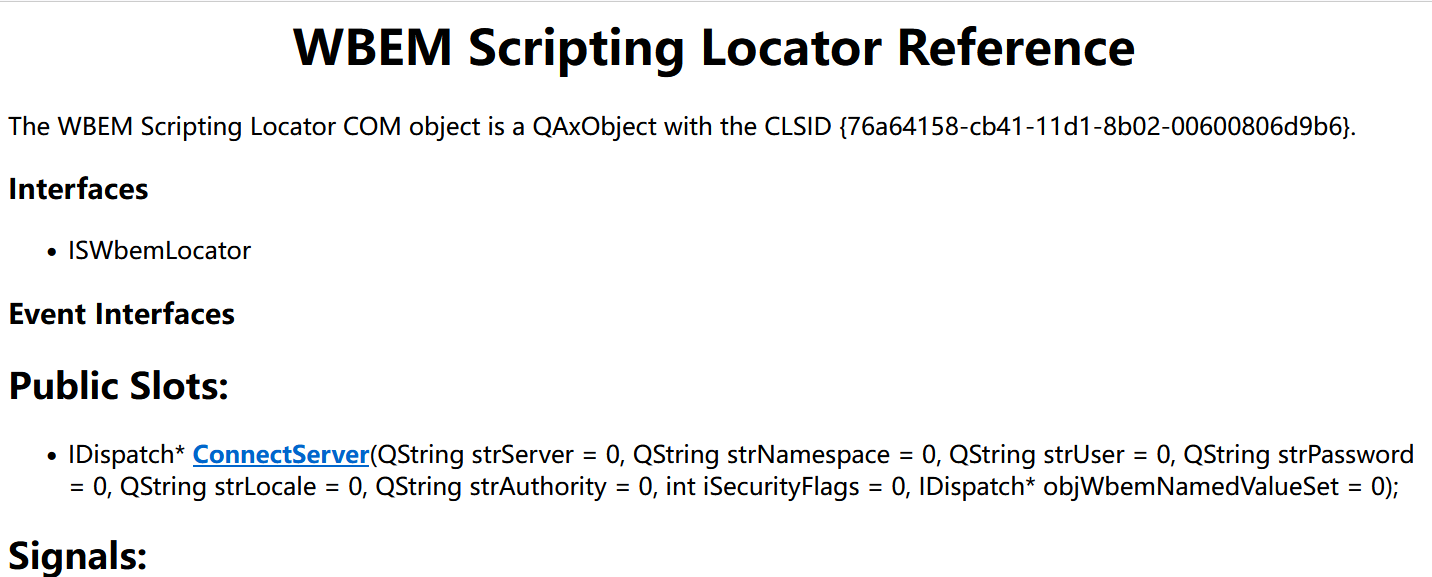 WBEM Scripting Locator Reference
The WBEM Scripting Locator COM object is a QAxObject with the CLSID {76a64158-cb41-11d1-8b02-00600806d9b6}.
Interfaces
• ISWbemLocator
Event Interfaces
Public Slots:
• IDispatch* ConnectServer(QString strServer = 0, QString strNamespace = 0, QString strUser = 0, QString strPassword
= 0, QString strLocale = 0, QString strAuthority = 0, int iSecurityFlags = 0, IDispatch* objWbemNamedValueSet = 0);
Signals: